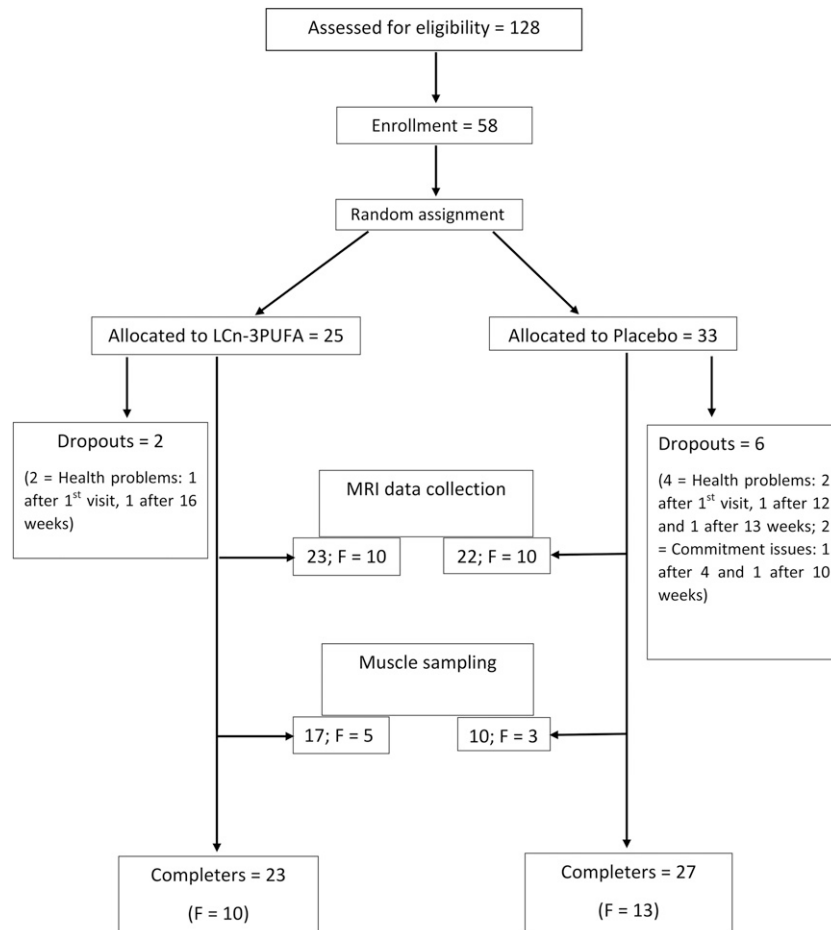 Assessed for eligibility = 128
Enrollment = 58
Random assignment
Allocated to LCn-3PUFA = 25
Allocated to Placebo = 33
Dropouts = 2
(2 = Health problems: 1
after 1st visit, 1 after 16
weeks)
Dropouts = 6
(4 = Health problems: 2
after 1st visit, 1 after 12
and 1 after 13 weeks; 2
= Commitment issues: 1
after 4 and 1 after 10
weeks)
MRI data collection
23; F = 10
22; F = 10
Muscle sampling
17; F = 5
10; F = 3
Completers = 23
(F = 10)
Completers = 27
(F = 13)